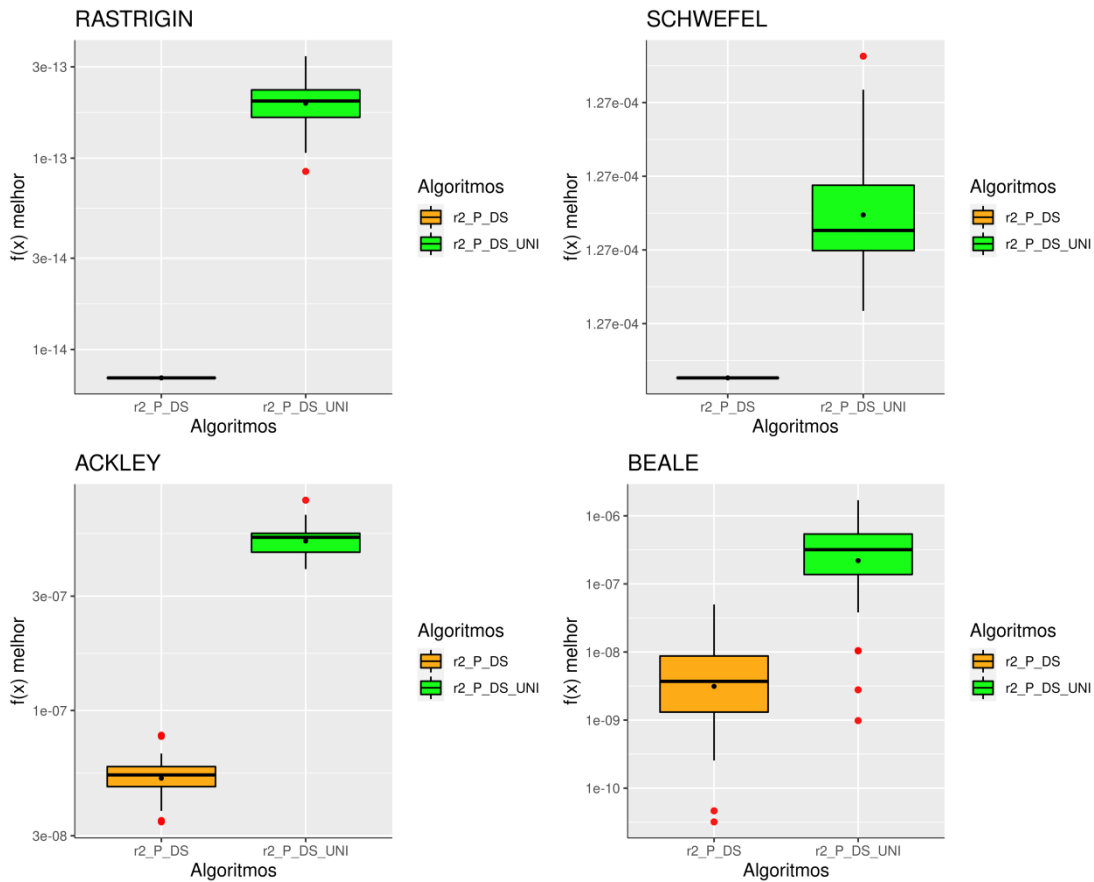 RASTRIGIN
f(x) melhor
3e-13
1e-13
3e-14
1e-14
r2_P_DS
r2_P_DS_UNI
Algoritmos
Algoritmos
r2_P_DS
r2_P_DS_UNI
SCHWEFEL
f(x) melhor
1.27e-04
1.27e-04
1.27e-04
1.27e-04
r2_P_DS
r2_P_DS_UNI
Algoritmos
Algoritmos
r2_P_DS
r2_P_DS_UNI
ACKLEY
f(x) melhor
3e-07
1e-07
3e-08
r2_P_DS
r2_P_DS_UNI
Algoritmos
Algoritmos
r2_P_DS
r2_P_DS_UNI
BEALE
f(x) melhor
1e-06
1e-07
1e-08
1e-09
1e-10
r2_P_DS
r2_P_DS_UNI
Algoritmos
Algoritmos
r2_P_DS
r2_P_DS_UNI